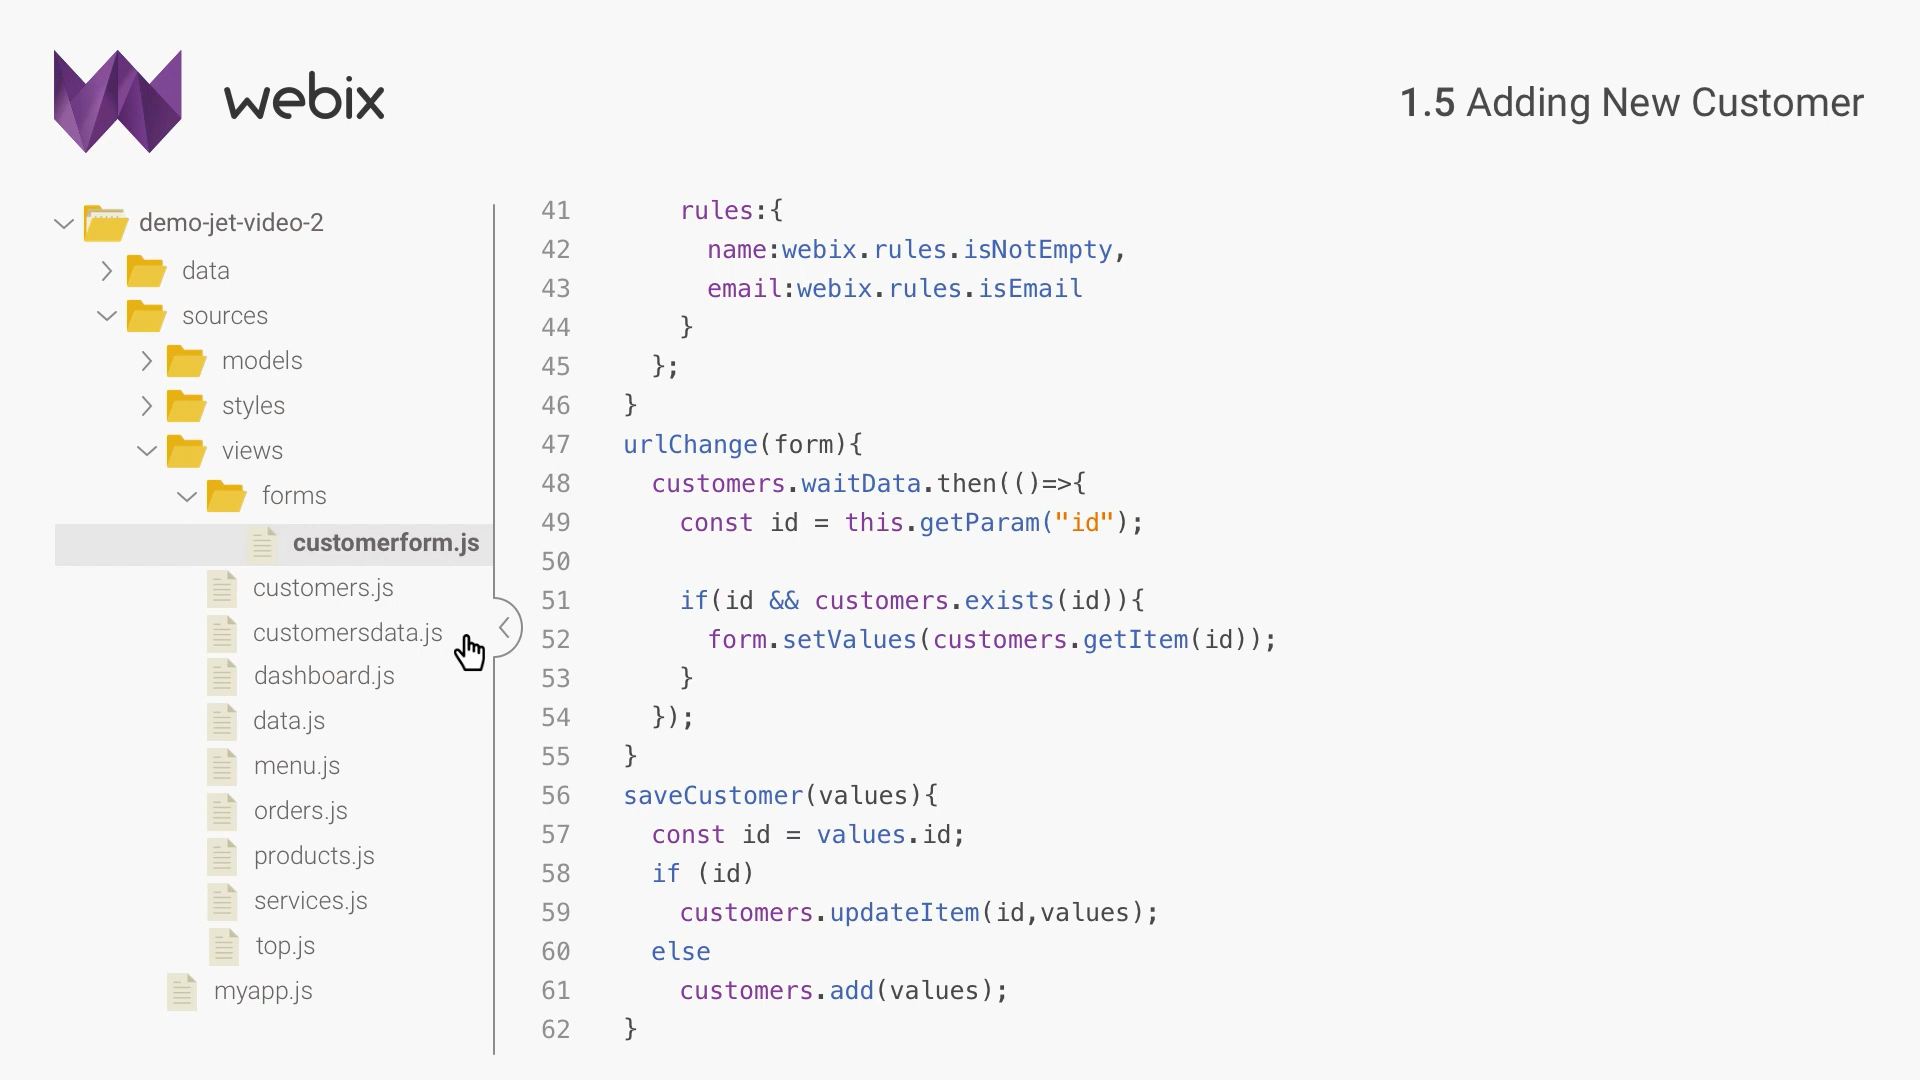 webix
1.5 Adding New Customer
demo-jet-video-2
data
sources
models
styles
views
forms
customerform.js
customers.js
customersdata.js
dashboard.js
data.js
menu.js
orders.js
products.js
services.js
top.js
myapp.js
41 rules:{
42 name:webix.rules.isNotEmpty,
43 email:webix.rules.isEmail
44 }
45 };
46 }
47 urlChange(form){
48 customers.waitData.then(()=>{
49 const id = this.getParam("id");
50
51 if(id && customers.exists(id)){
52 form.setValues(customers.getItem(id));
53 }
54 });
55 }
56 saveCustomer(values){
57 const id = values.id;
58 if (id)
59 customers.updateItem(id,values);
60 else
61 customers.add(values);
62 }